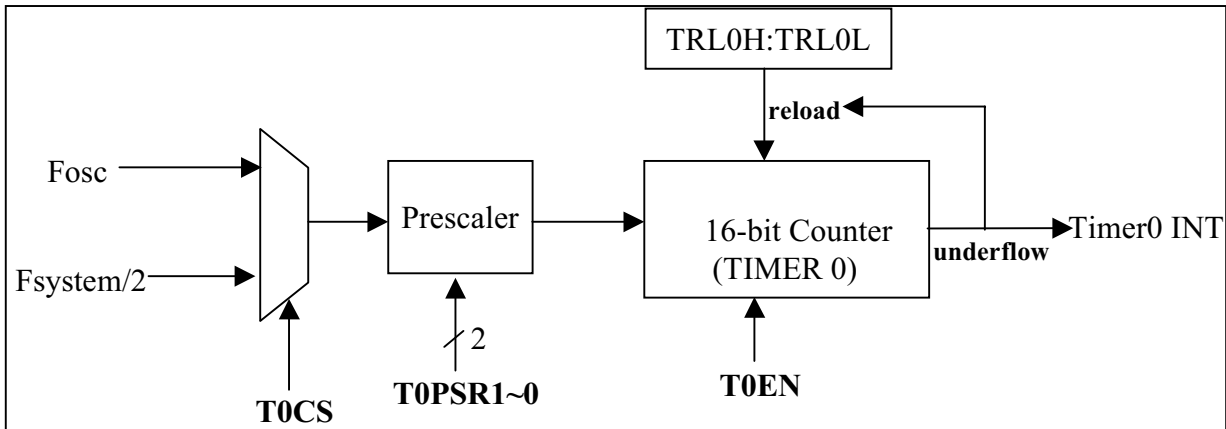 TRL0H:TRL0L
reload
Fosc
Prescaler
16-bit Counter
(TIMER 0)
Timer0 INT
underflow
Fsystem/2
2
T0CS
T0PSR1~0
T0EN